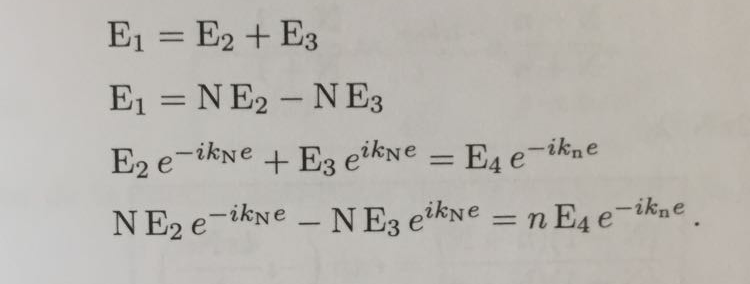 E₁ = E₂ + E₃
E₁ = N E₂ − N E₃
E₂ e^{−ik_N e} + E₃ e^{ik_N e} = E₄ e^{−ik_n e}
N E₂ e^{−ik_N e} − N E₃ e^{ik_N e} = n E₄ e^{−ik_n e} .